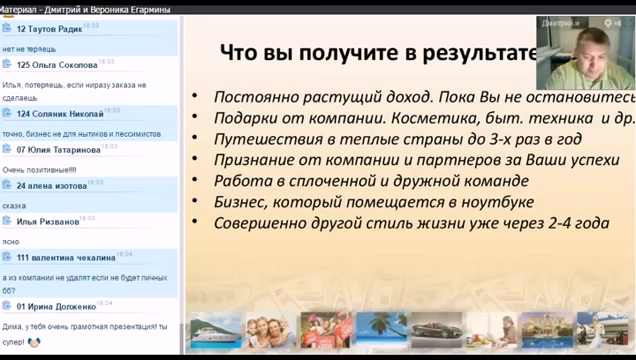 Материал - Дмитрий и Вероника Егармины
12 Таутов Радик 18:02
нет не теряешь
125 Ольга Соколова 18:03
Илья, потеряешь, если ниразу заказа не
сделаешь
124 Соляник Николай 18:03
точно, бизнес не для нытиков и пессимистов
07 Юлия Татаринова 18:03
Очень позитивный!!!!
24 алена изотова 18:03
сказка
Илья Ризванов 18:03
ясно
111 валентина чекалина 18:04
а из компании не удалят если не будет личных
бб?
01 Ирина Долженко 18:04
Дима, у тебя очень грамотная презентация! ты
супер!
Дмитрий и
Что вы получите в результате
• Постоянно растущий доход. Пока Вы не остановитесь
• Подарки от компании. Косметика, быт. техника и др.
• Путешествия в теплые страны до 3-х раз в год
• Признание от компании и партнеров за Ваши успехи
• Работа в сплоченной и дружной команде
• Бизнес, который помещается в ноутбуке
• Совершенно другой стиль жизни уже через 2-4 года